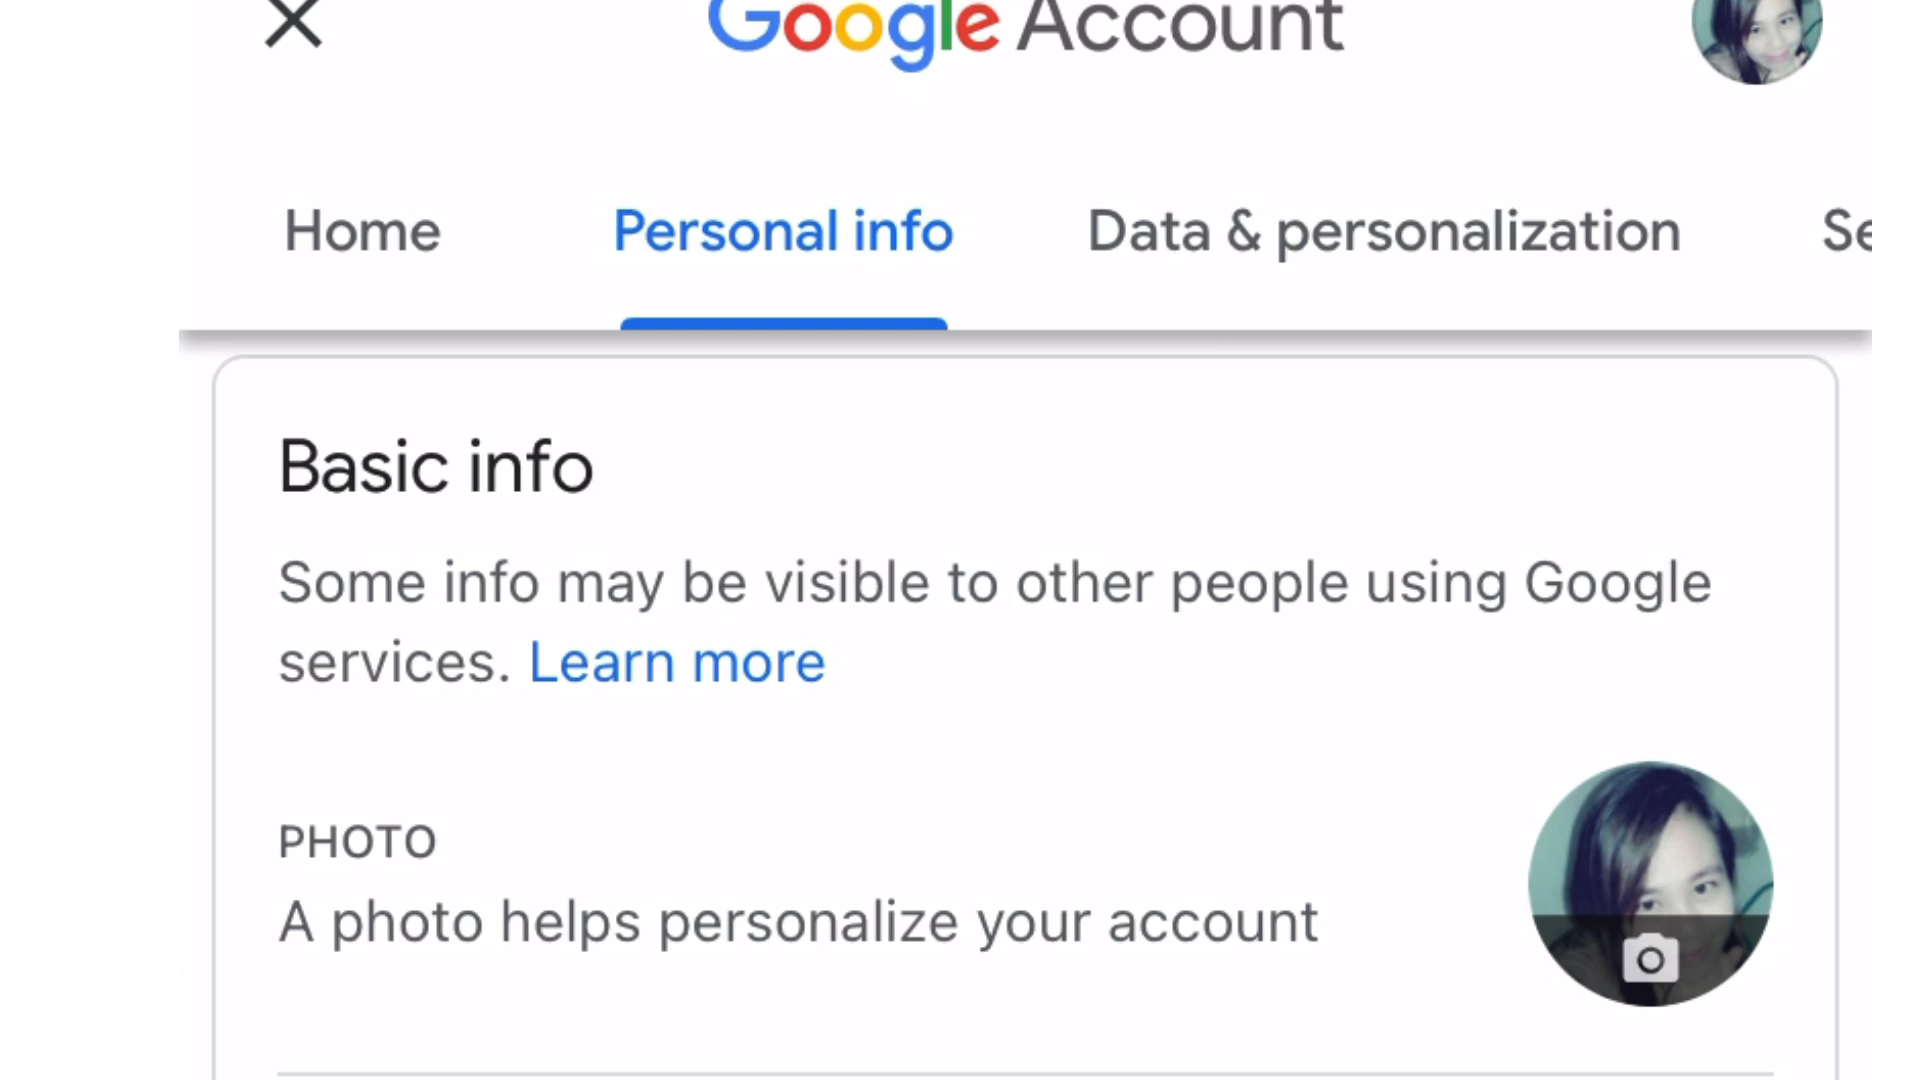 Google Account
Home Personal info Data & personalization Se
Basic info
Some info may be visible to other people using Google
services. Learn more
PHOTO
A photo helps personalize your account